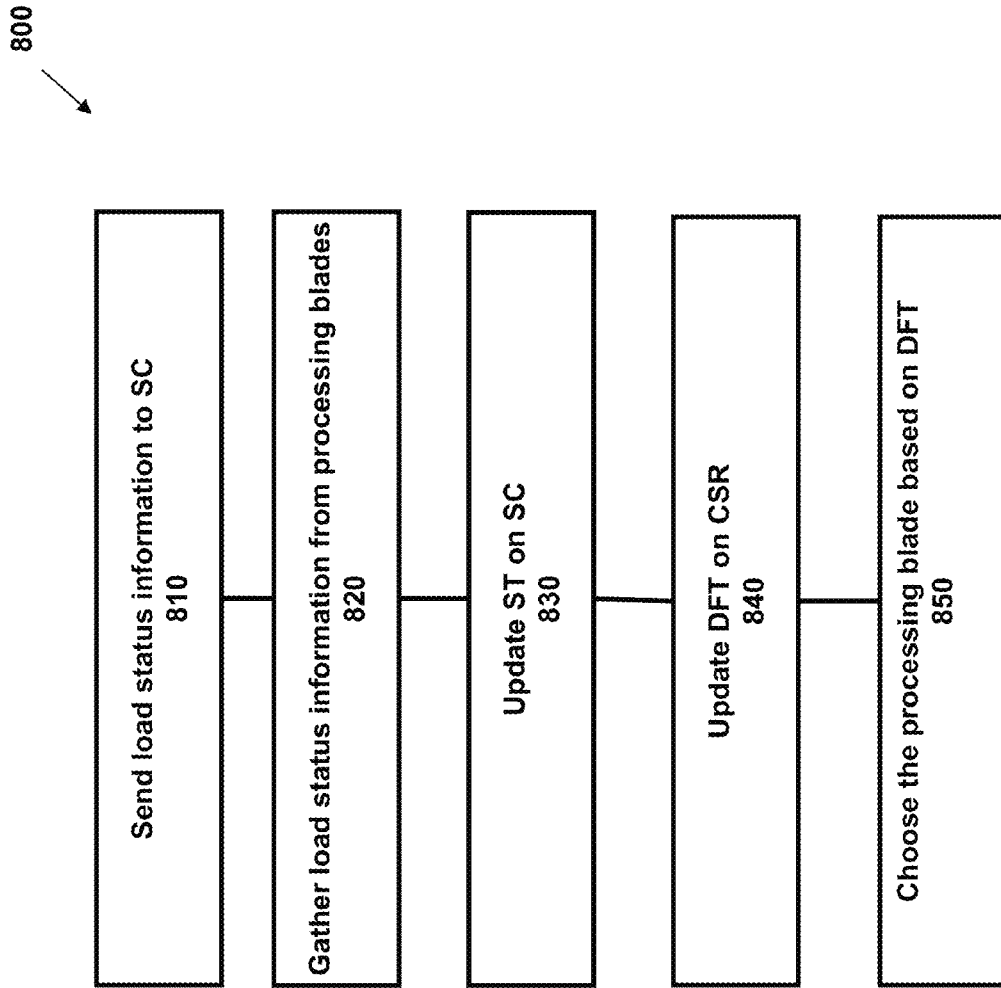 800
Send load status information to SC
810
Gather load status information from processing blades
820
Update ST on SC
830
Update DFT on CSR
840
Choose the processing blade based on DFT
850